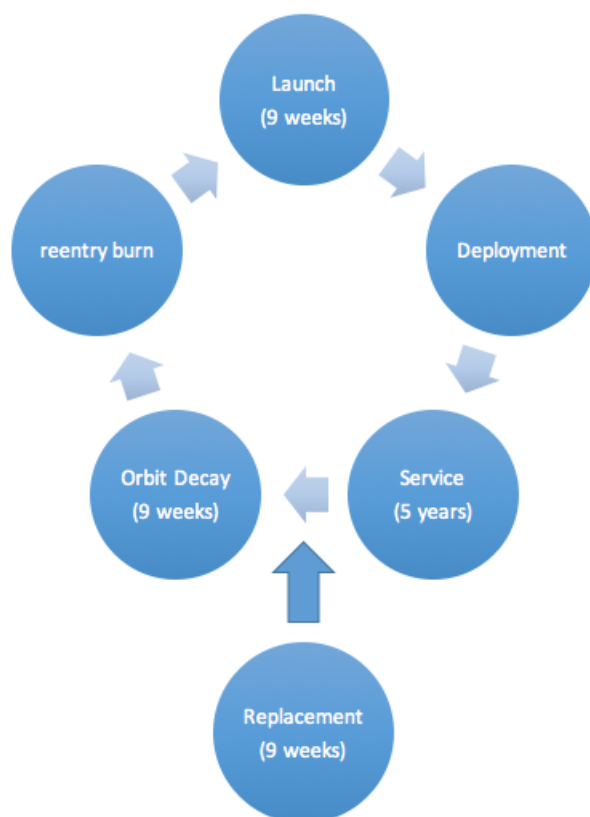 Launch
(9 weeks)
reentry burn
Deployment
Orbit Decay
(9 weeks)
Service
(5 years)
Replacement
(9 weeks)